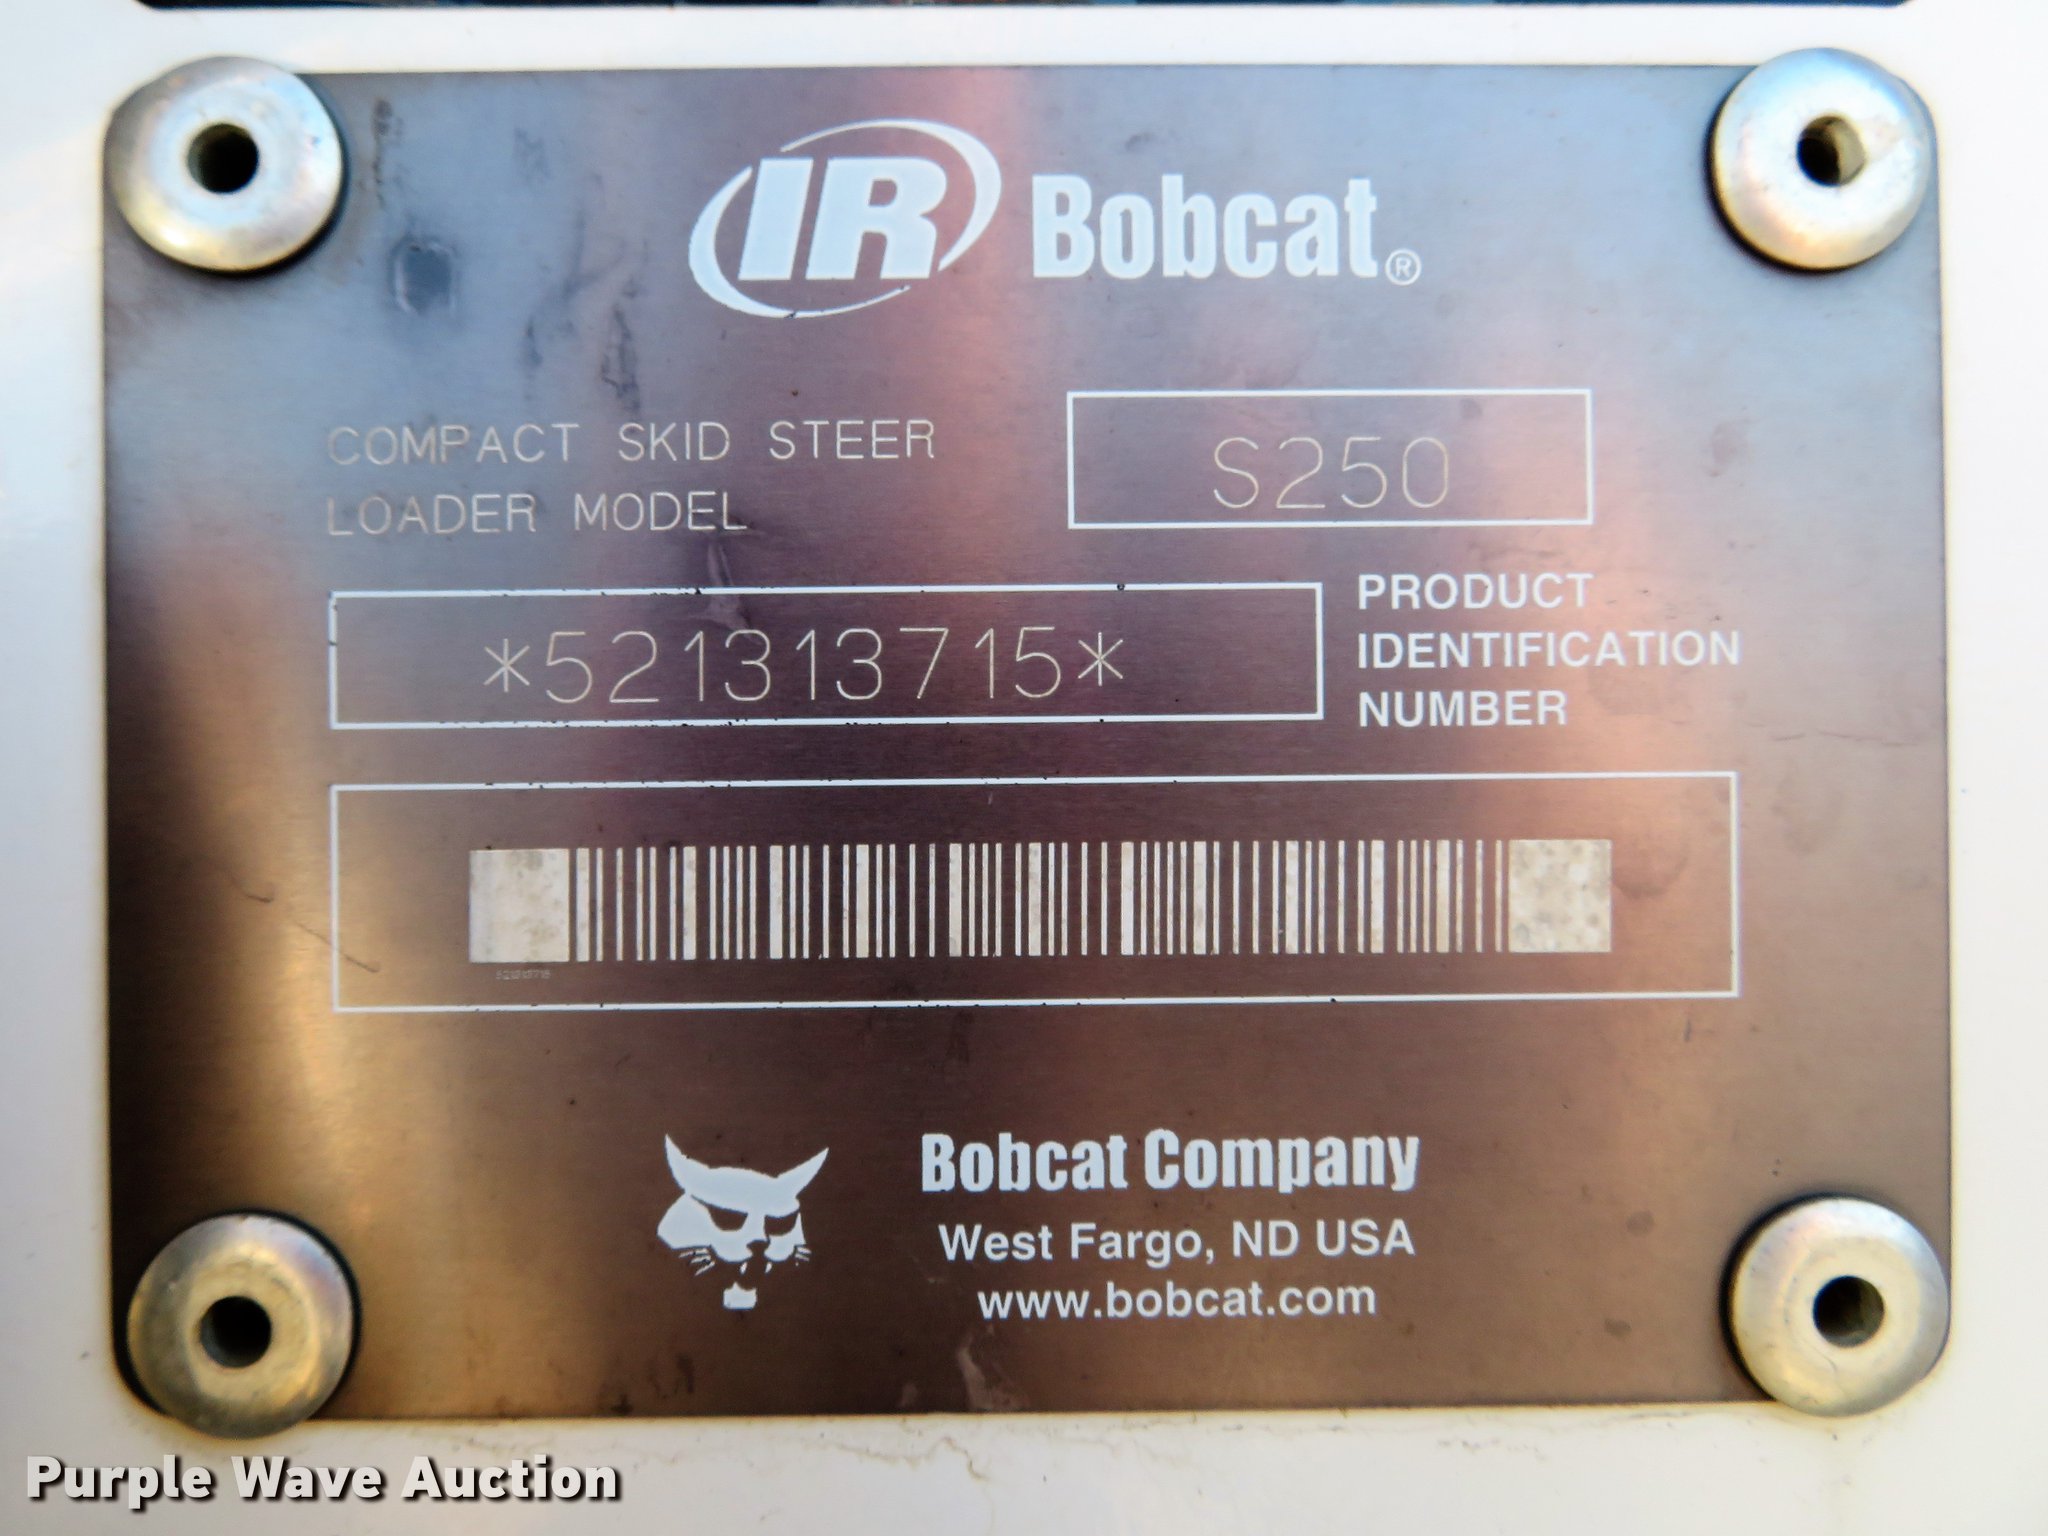 IR Bobcat®
COMPACT SKID STEER
LOADER MODEL
S250
*521313715*
PRODUCT
IDENTIFICATION
NUMBER
521313715
Bobcat Company
West Fargo, ND USA
www.bobcat.com
Purple Wave Auction